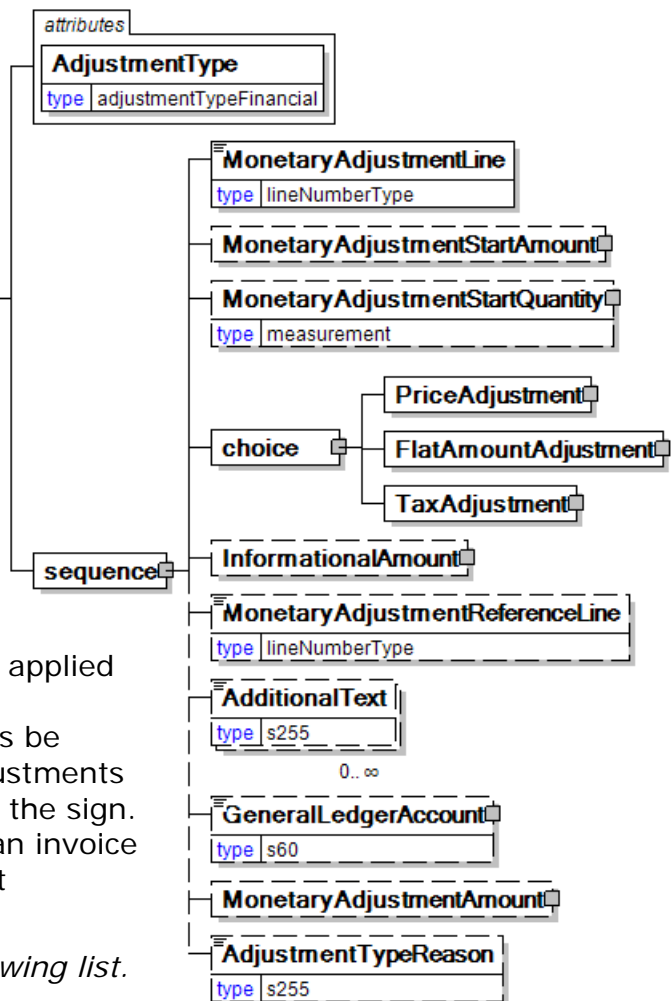 attributes
AdjustmentType
type adjustmentTypeFinancial
MonetaryAdjustmentLine
type lineNumberType
MonetaryAdjustmentStartAmount
MonetaryAdjustmentStartQuantity
type measurement
choice
PriceAdjustment
FlatAmountAdjustment
TaxAdjustment
sequence
InformationalAmount
MonetaryAdjustmentReferenceLine
type lineNumberType
AdditionalText
type s255
0..∞
GeneralLedgerAccount
type s60
MonetaryAdjustmentAmount
AdjustmentTypeReason
type s255
applied
s be
ustments
the sign.
an invoice
t
wing list.